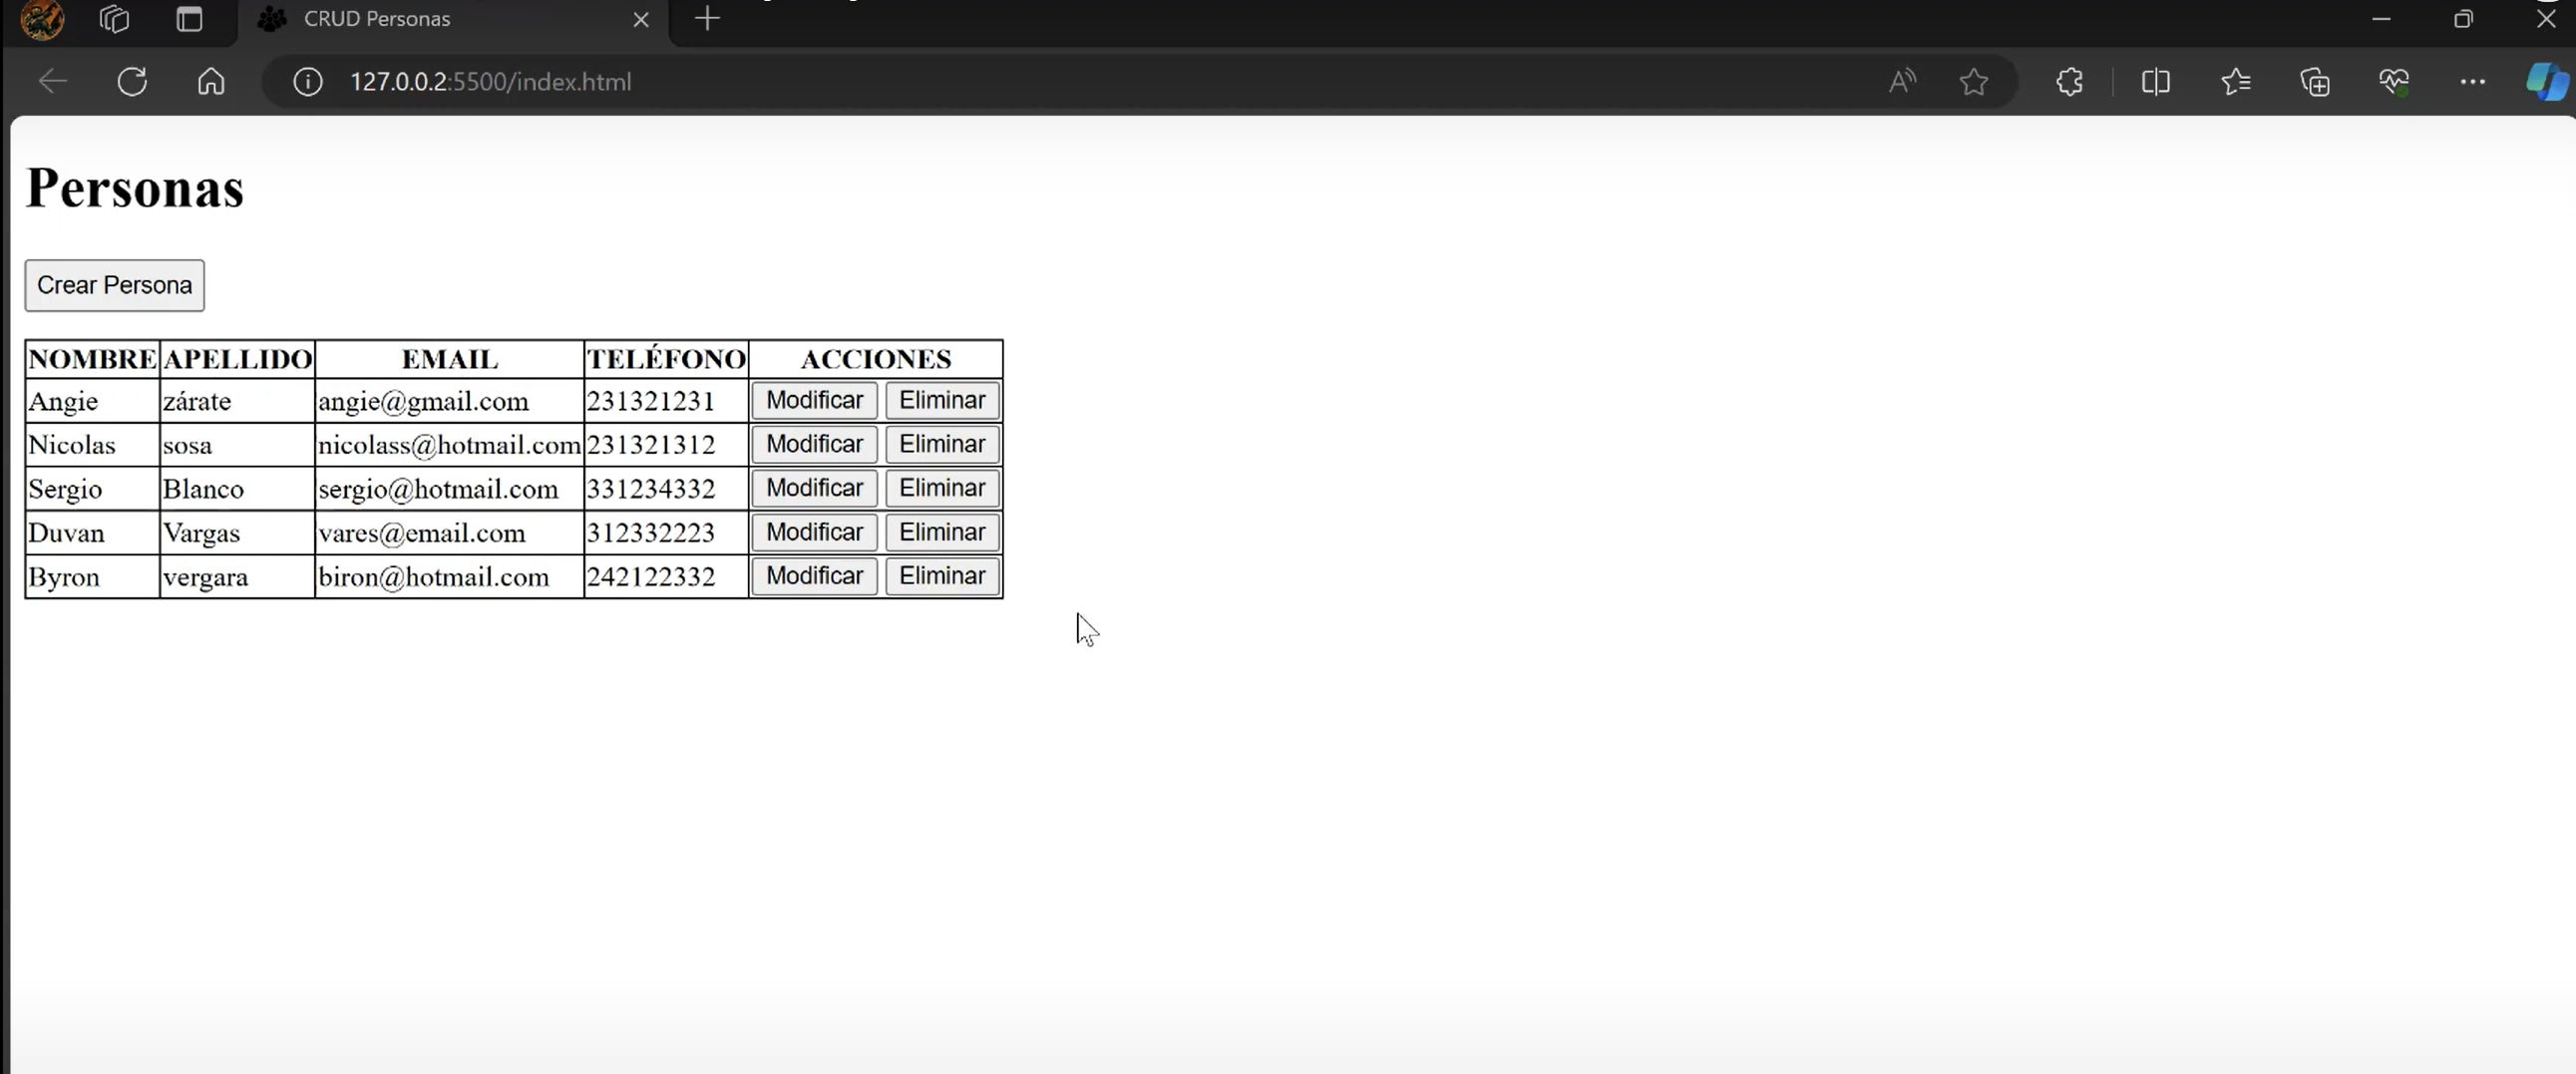 CRUD Personas
127.0.0.2:5500/index.html
Personas
Crear Persona
NOMBRE APELLIDO EMAIL TELÉFONO ACCIONES
Angie zárate angie@gmail.com 231321231 Modificar Eliminar
Nicolas sosa nicolass@hotmail.com 231321312 Modificar Eliminar
Sergio Blanco sergio@hotmail.com 331234332 Modificar Eliminar
Duvan Vargas vares@email.com 312332223 Modificar Eliminar
Byron vergara biron@hotmail.com 242122332 Modificar Eliminar